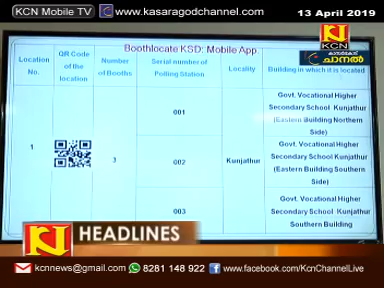 KCN Mobile TV
www.kasaragodchannel.com
13 April 2019
KCN
ചാനൽ
Boothlocate KSD: Mobile App
Location No.
QR Code of the location
Number of Booths
Serial number of Polling Station
Locality
Building in which it is located
1
3
001
Kunjathur
Govt. Vocational Higher
Secondary School Kunjathur
(Eastern Building Northern
Side)
002
Govt. Vocational Higher
Secondary School Kunjathur
(Eastern Building Southern
Side)
003
Govt. Vocational Higher
Secondary School Kunjathur
Southern Building
HEADLINES
KCN
kcnnews@gmail.com
8281 148 922
www.facebook.com/KcnChannelLive